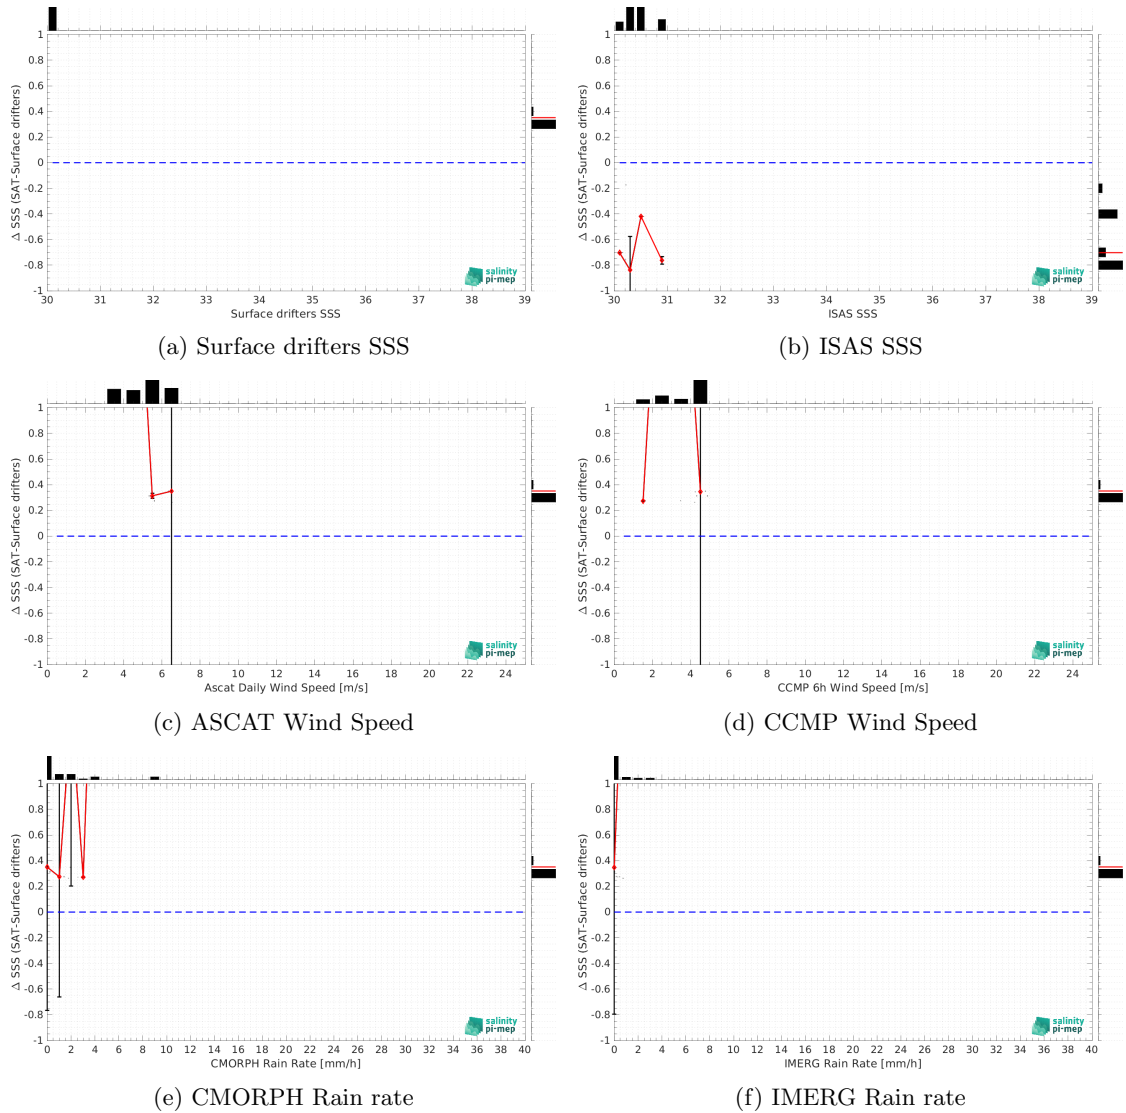 1
0.8
0.6
0.4
0.2
0
-0.2
-0.4
-0.6
-0.8
-1
Δ SSS (SAT-Surface drifters)
salinity
pi-mep
30 31 32 33 34 35 36 37 38 39
Surface drifters SSS
(a) Surface drifters SSS
1
0.8
0.6
0.4
0.2
0
-0.2
-0.4
-0.6
-0.8
-1
Δ SSS (SAT-Surface drifters)
salinity
pi-mep
30 31 32 33 34 35 36 37 38 39
ISAS SSS
(b) ISAS SSS
1
0.8
0.6
0.4
0.2
0
-0.2
-0.4
-0.6
-0.8
-1
Δ SSS (SAT-Surface drifters)
salinity
pi-mep
0 2 4 6 8 10 12 14 16 18 20 22 24
Ascat Daily Wind Speed [m/s]
(c) ASCAT Wind Speed
1
0.8
0.6
0.4
0.2
0
-0.2
-0.4
-0.6
-0.8
-1
Δ SSS (SAT-Surface drifters)
salinity
pi-mep
0 2 4 6 8 10 12 14 16 18 20 22 24
CCMP 6h Wind Speed [m/s]
(d) CCMP Wind Speed
1
0.8
0.6
0.4
0.2
0
-0.2
-0.4
-0.6
-0.8
-1
Δ SSS (SAT-Surface drifters)
salinity
pi-mep
0 2 4 6 8 10 12 14 16 18 20 22 24 26 28 30 32 34 36 38 40
CMORPH Rain Rate [mm/h]
(e) CMORPH Rain rate
1
0.8
0.6
0.4
0.2
0
-0.2
-0.4
-0.6
-0.8
-1
Δ SSS (SAT-Surface drifters)
salinity
pi-mep
0 2 4 6 8 10 12 14 16 18 20 22 24 26 28 30 32 34 36 38 40
IMERG Rain Rate [mm/h]
(f) IMERG Rain rate